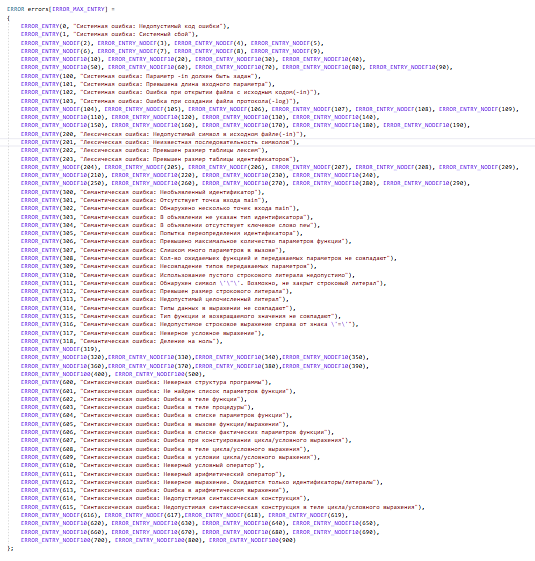 ERROR errors[ERROR_MAX_ENTRY] =
{
ERROR_ENTRY(0, "Системная ошибка: Недопустимый код ошибки"),
ERROR_ENTRY(1, "Системная ошибка: Системный сбой"),
ERROR_ENTRY_NODEF(2), ERROR_ENTRY_NODEF(3), ERROR_ENTRY_NODEF(4), ERROR_ENTRY_NODEF(5),
ERROR_ENTRY_NODEF(6), ERROR_ENTRY_NODEF(7), ERROR_ENTRY_NODEF(8), ERROR_ENTRY_NODEF(9),
ERROR_ENTRY_NODEF10(10), ERROR_ENTRY_NODEF10(20), ERROR_ENTRY_NODEF10(30), ERROR_ENTRY_NODEF10(40),
ERROR_ENTRY_NODEF10(50), ERROR_ENTRY_NODEF10(60), ERROR_ENTRY_NODEF10(70), ERROR_ENTRY_NODEF10(80), ERROR_ENTRY_NODEF10(90),
ERROR_ENTRY(100, "Системная ошибка: Параметр -in должен быть задан"),
ERROR_ENTRY(101, "Системная ошибка: Превышена длина входного параметра"),
ERROR_ENTRY(102, "Системная ошибка: Ошибка при открытии файла с исходным кодом(-in)"),
ERROR_ENTRY(103, "Системная ошибка: Ошибка при создании файла протокола(-log)"),
ERROR_ENTRY_NODEF(104), ERROR_ENTRY_NODEF(105), ERROR_ENTRY_NODEF(106), ERROR_ENTRY_NODEF(107), ERROR_ENTRY_NODEF(108), ERROR_ENTRY_NODEF(109),
ERROR_ENTRY_NODEF10(110), ERROR_ENTRY_NODEF10(120), ERROR_ENTRY_NODEF10(130), ERROR_ENTRY_NODEF10(140),
ERROR_ENTRY_NODEF10(150), ERROR_ENTRY_NODEF10(160), ERROR_ENTRY_NODEF10(170), ERROR_ENTRY_NODEF10(180), ERROR_ENTRY_NODEF10(190),
ERROR_ENTRY(200, "Лексическая ошибка: Недопустимый символ в исходном файле(-in)"),
ERROR_ENTRY(201, "Лексическая ошибка: Неизвестная последовательность символов"),
ERROR_ENTRY(202, "Лексическая ошибка: Превышен размер таблицы лексем"),
ERROR_ENTRY(203, "Лексическая ошибка: Превышен размер таблицы идентификаторов"),
ERROR_ENTRY_NODEF(204), ERROR_ENTRY_NODEF(205), ERROR_ENTRY_NODEF(206), ERROR_ENTRY_NODEF(207), ERROR_ENTRY_NODEF(208), ERROR_ENTRY_NODEF(209),
ERROR_ENTRY_NODEF10(210), ERROR_ENTRY_NODEF10(220), ERROR_ENTRY_NODEF10(230), ERROR_ENTRY_NODEF10(240),
ERROR_ENTRY_NODEF10(250), ERROR_ENTRY_NODEF10(260), ERROR_ENTRY_NODEF10(270), ERROR_ENTRY_NODEF10(280), ERROR_ENTRY_NODEF10(290),
ERROR_ENTRY(300, "Семантическая ошибка: Необъявленный идентификатор"),
ERROR_ENTRY(301, "Семантическая ошибка: Отсутствует точка входа main"),
ERROR_ENTRY(302, "Семантическая ошибка: Обнаружено несколько точек входа main"),
ERROR_ENTRY(303, "Семантическая ошибка: В объявлении не указан тип идентификатора"),
ERROR_ENTRY(304, "Семантическая ошибка: В объявлении отсутствует ключевое слово new"),
ERROR_ENTRY(305, "Семантическая ошибка: Попытка переопределения идентификатора"),
ERROR_ENTRY(306, "Семантическая ошибка: Превышено максимальное количество параметров функции"),
ERROR_ENTRY(307, "Семантическая ошибка: Слишком много параметров в вызове"),
ERROR_ENTRY(308, "Семантическая ошибка: Кол-во ожидаемыех функцией и передаваемых параметров не совпадают"),
ERROR_ENTRY(309, "Семантическая ошибка: Несовпадение типов передаваемых параметров"),
ERROR_ENTRY(310, "Семантическая ошибка: Использование пустого строкового литерала недопустимо"),
ERROR_ENTRY(311, "Семантическая ошибка: Обнаружен символ \'\"\'. Возможно, не закрыт строковый литерал"),
ERROR_ENTRY(312, "Семантическая ошибка: Превышен размер строкового литерала"),
ERROR_ENTRY(313, "Семантическая ошибка: Недопустимый целочисленный литерал"),
ERROR_ENTRY(314, "Семантическая ошибка: Типы данных в выражении не совпадают"),
ERROR_ENTRY(315, "Семантическая ошибка: Тип функции и возвращаемого значения не совпадают"),
ERROR_ENTRY(316, "Семантическая ошибка: Недопустимое строковое выражение справа от знака \'=\'"),
ERROR_ENTRY(317, "Семантическая ошибка: Неверное условное выражение"),
ERROR_ENTRY(318, "Семантическая ошибка: Деление на ноль"),
ERROR_ENTRY_NODEF(319),
ERROR_ENTRY_NODEF10(320),ERROR_ENTRY_NODEF10(330),ERROR_ENTRY_NODEF10(340),ERROR_ENTRY_NODEF10(350),
ERROR_ENTRY_NODEF10(360),ERROR_ENTRY_NODEF10(370),ERROR_ENTRY_NODEF10(380),ERROR_ENTRY_NODEF10(390),
ERROR_ENTRY_NODEF100(400), ERROR_ENTRY_NODEF100(500),
ERROR_ENTRY(600, "Синтаксическая ошибка: Неверная структура программы"),
ERROR_ENTRY(601, "Синтаксическая ошибка: Не найден список параметров функции"),
ERROR_ENTRY(602, "Синтаксическая ошибка: Ошибка в теле функции"),
ERROR_ENTRY(603, "Синтаксическая ошибка: Ошибка в теле процедуры"),
ERROR_ENTRY(604, "Синтаксическая ошибка: Ошибка в списке параметров функции"),
ERROR_ENTRY(605, "Синтаксическая ошибка: Ошибка в вызове функции/выражении"),
ERROR_ENTRY(606, "Синтаксическая ошибка: Ошибка в списке фактических параметров функции"),
ERROR_ENTRY(607, "Синтаксическая ошибка: Ошибка при констуировании цикла/условного выражения"),
ERROR_ENTRY(608, "Синтаксическая ошибка: Ошибка в теле цикла/условного выражения"),
ERROR_ENTRY(609, "Синтаксическая ошибка: Ошибка в условии цикла/условного выражения"),
ERROR_ENTRY(610, "Синтаксическая ошибка: Неверный условный оператор"),
ERROR_ENTRY(611, "Синтаксическая ошибка: Неверный арифметический оператор"),
ERROR_ENTRY(612, "Синтаксическая ошибка: Неверное выражение. Ожидаются только идентификаторы/литералы"),
ERROR_ENTRY(613, "Синтаксическая ошибка: Ошибка в арифметическом выражении"),
ERROR_ENTRY(614, "Синтаксическая ошибка: Недопустимая синтаксическая конструкция"),
ERROR_ENTRY(615, "Синтаксическая ошибка: Недопустимая синтаксическая конструкция в теле цикла/условного выражения"),
ERROR_ENTRY_NODEF(616), ERROR_ENTRY_NODEF(617),ERROR_ENTRY_NODEF(618), ERROR_ENTRY_NODEF(619),
ERROR_ENTRY_NODEF10(620), ERROR_ENTRY_NODEF10(630), ERROR_ENTRY_NODEF10(640), ERROR_ENTRY_NODEF10(650),
ERROR_ENTRY_NODEF10(660), ERROR_ENTRY_NODEF10(670), ERROR_ENTRY_NODEF10(680), ERROR_ENTRY_NODEF10(690),
ERROR_ENTRY_NODEF100(700), ERROR_ENTRY_NODEF100(800), ERROR_ENTRY_NODEF100(900)
};